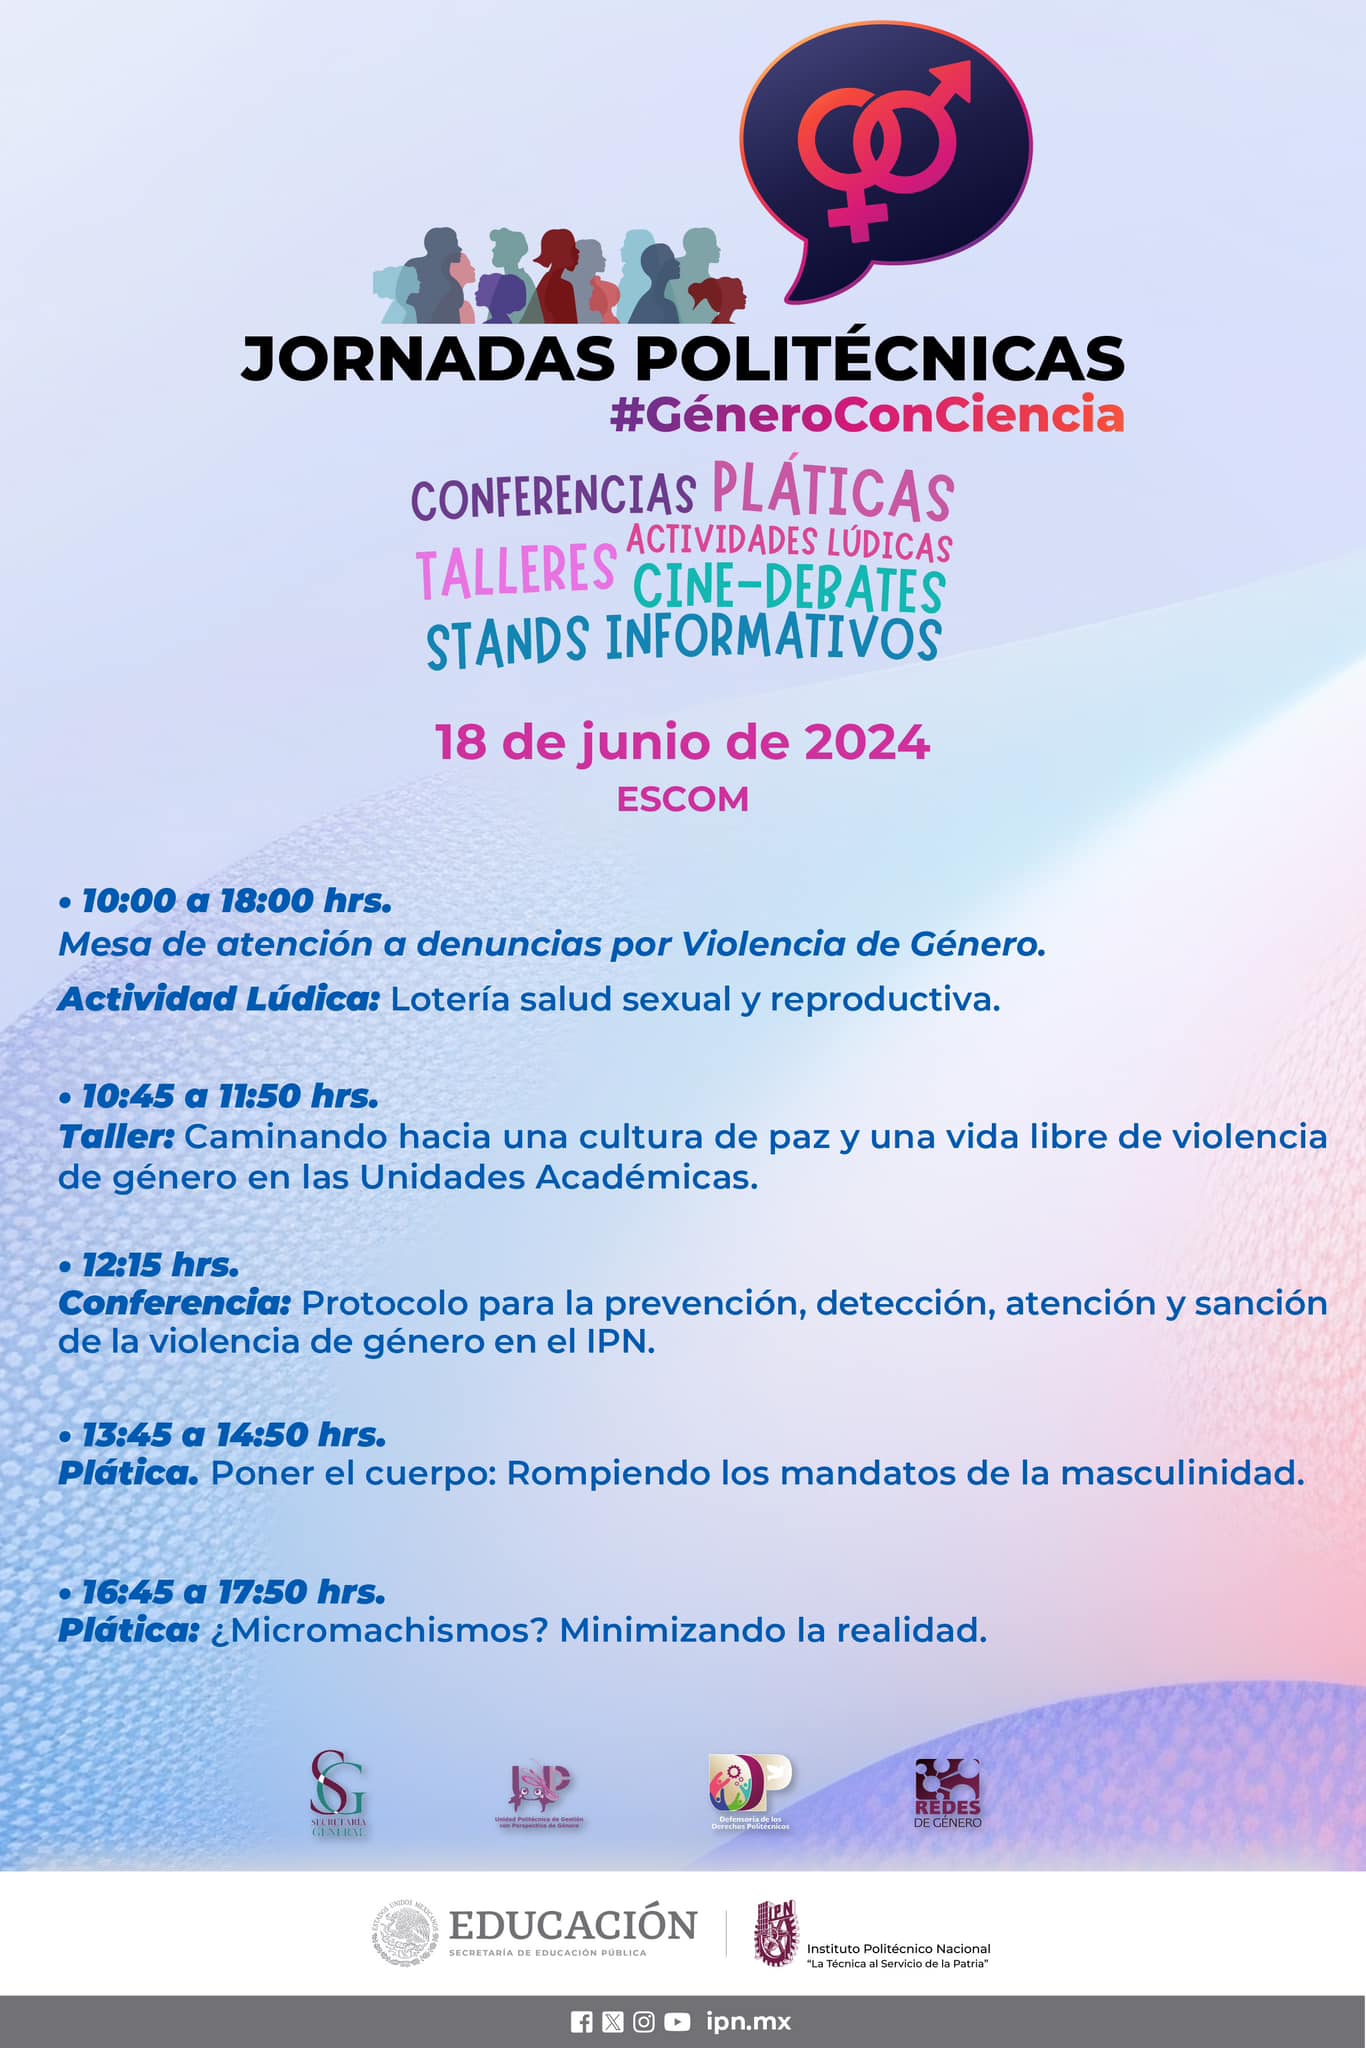 JORNADAS POLITÉCNICAS
#GéneroConCiencia
CONFERENCIAS PLÁTICAS
TALLERES ACTIVIDADES LÚDICAS
CINE-DEBATES
STANDS INFORMATIVOS
18 de junio de 2024
ESCOM
• 10:00 a 18:00 hrs.
Mesa de atención a denuncias por Violencia de Género.
Actividad Lúdica: Lotería salud sexual y reproductiva.
• 10:45 a 11:50 hrs.
Taller: Caminando hacia una cultura de paz y una vida libre de violencia
de género en las Unidades Académicas.
• 12:15 hrs.
Conferencia: Protocolo para la prevención, detección, atención y sanción
de la violencia de género en el IPN.
• 13:45 a 14:50 hrs.
Plática. Poner el cuerpo: Rompiendo los mandatos de la masculinidad.
• 16:45 a 17:50 hrs.
Plática: ¿Micromachismos? Minimizando la realidad.
SG
SECRETARÍA
GENERAL
Unidad Politécnica de Gestión
con Perspectiva de Género
DDP
Defensoría de los
Derechos Politécnicos
REDES
DE GÉNERO
ESTADOS UNIDOS MEXICANOS
EDUCACIÓN
SECRETARÍA DE EDUCACIÓN PÚBLICA
IPN
Instituto Politécnico Nacional
"La Técnica al Servicio de la Patria"
ipn.mx